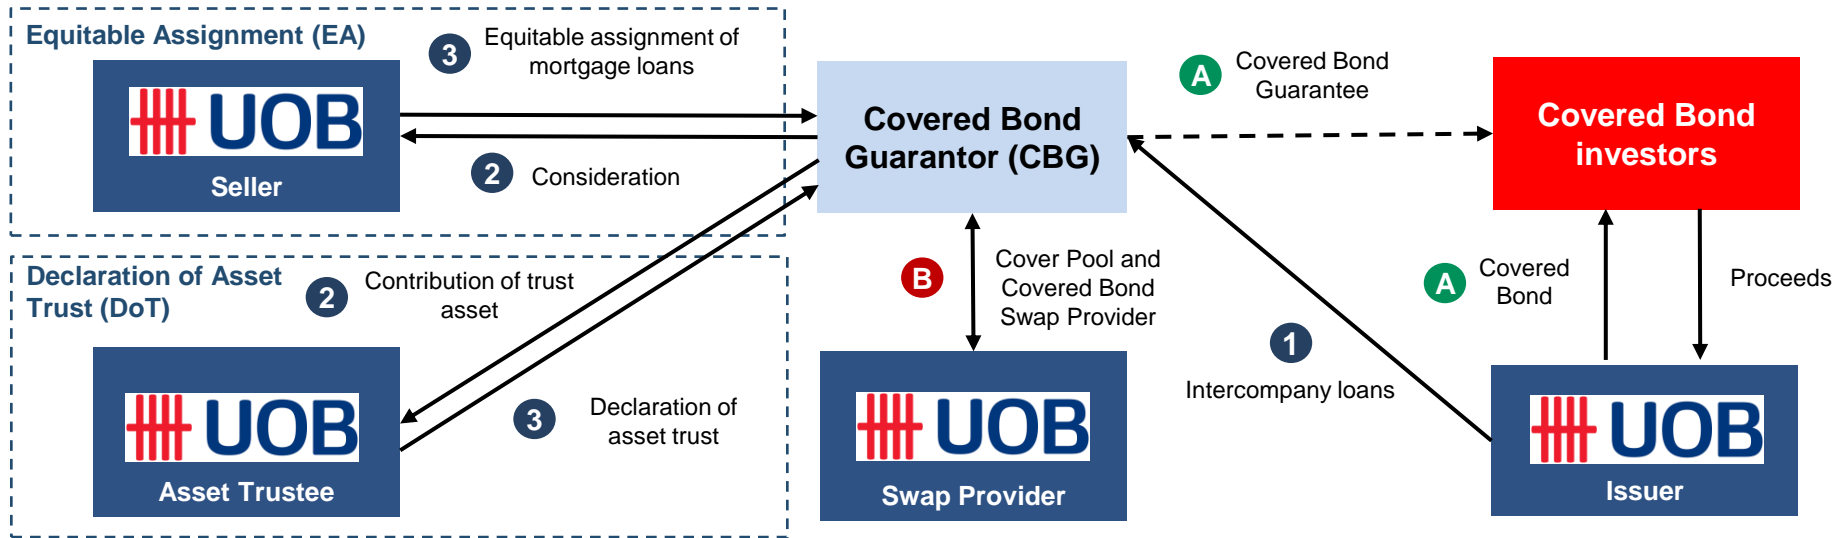 Equitable Assignment (EA)
3
Equitable assignment of
mortgage loans
UOB
Seller
2
Consideration
Declaration of Asset
Trust (DoT)
2
Contribution of trust
asset
UOB
Asset Trustee
3
Declaration of
asset trust
Covered Bond
Guarantor (CBG)
B
Cover Pool and
Covered Bond
Swap Provider
UOB
Swap Provider
A
Covered Bond
Guarantee
Covered Bond
investors
1
Intercompany loans
A
Covered
Bond
Proceeds
UOB
Issuer